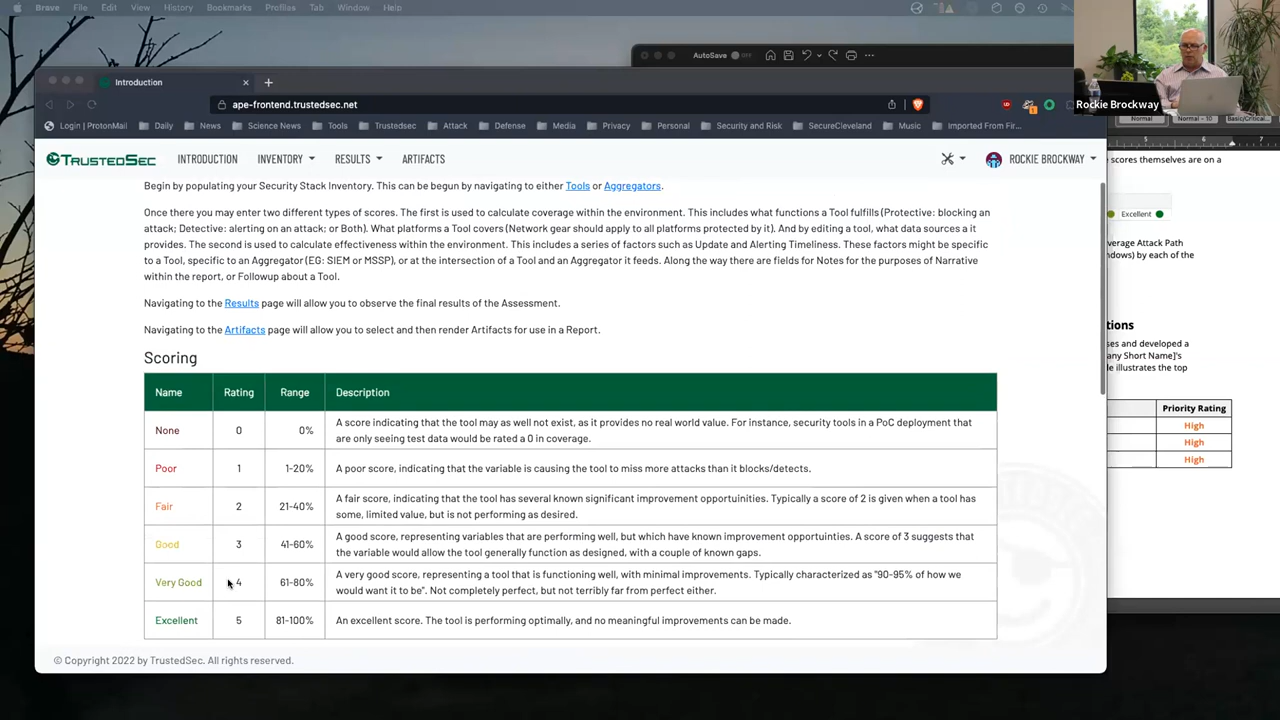 Brave File Edit View History Bookmarks Profiles Tab Window Help
AutoSave OFF
Introduction
ape-frontend.trustedsec.net
Rockie Brockway
Login | ProtonMail Daily News Science News Tools Trustedsec Attack Defense Media Privacy Personal Security and Risk SecureCleveland Music Imported From Fir...
Normal Normal - 10 Basic/Critical...
6 7
TRUSTEDSEC INTRODUCTION INVENTORY RESULTS ARTIFACTS ROCKIE BROCKWAY
e scores themselves are on a
Excellent
verage Attack Path
ndows) by each of the
tions
ses and developed a
any Short Name]'s
le illustrates the top
Priority Rating
High
High
High
Begin by populating your Security Stack Inventory. This can be begun by navigating to either Tools or Aggregators.
Once there you may enter two different types of scores. The first is used to calculate coverage within the environment. This includes what functions a Tool fulfills (Protective: blocking an
attack; Detective: alerting on an attack; or Both). What platforms a Tool covers (Network gear should apply to all platforms protected by it). And by editing a tool, what data sources a it
provides. The second is used to calculate effectiveness within the environment. This includes a series of factors such as Update and Alerting Timeliness. These factors might be specific
to a Tool, specific to an Aggregator (EG: SIEM or MSSP), or at the intersection of a Tool and an Aggregator it feeds. Along the way there are fields for Notes for the purposes of Narrative
within the report, or Followup about a Tool.
Navigating to the Results page will allow you to observe the final results of the Assessment.
Navigating to the Artifacts page will allow you to select and then render Artifacts for use in a Report.
Scoring
Name Rating Range Description
None 0 0% A score indicating that the tool may as well not exist, as it provides no real world value. For instance, security tools in a PoC deployment that
are only seeing test data would be rated a 0 in coverage.
Poor 1 1-20% A poor score, indicating that the variable is causing the tool to miss more attacks than it blocks/detects.
Fair 2 21-40% A fair score, indicating that the tool has several known significant improvement opportuinities. Typically a score of 2 is given when a tool has
some, limited value, but is not performing as desired.
Good 3 41-60% A good score, representing variables that are performing well, but which have known improvement opportunities. A score of 3 suggests that
the variable would allow the tool generally function as designed, with a couple of known gaps.
Very Good 4 61-80% A very good score, representing a tool that is functioning well, with minimal improvements. Typically characterized as "90-95% of how we
would want it to be". Not completely perfect, but not terribly far from perfect either.
Excellent 5 81-100% An excellent score. The tool is performing optimally, and no meaningful improvements can be made.
© Copyright 2022 by TrustedSec. All rights reserved.